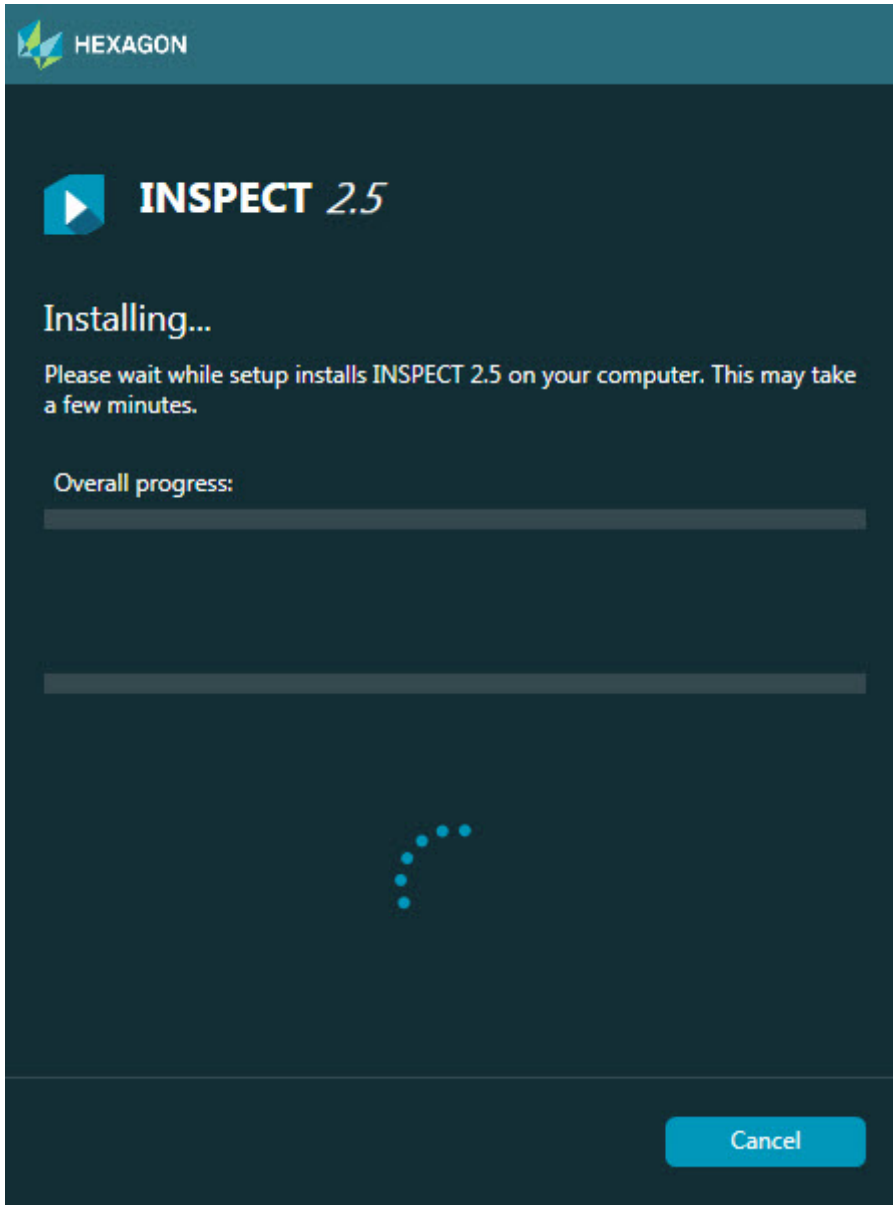 HEXAGON
INSPECT 2.5
Installing...
Please wait while setup installs INSPECT 2.5 on your computer. This may take
a few minutes.
Overall progress:
Cancel